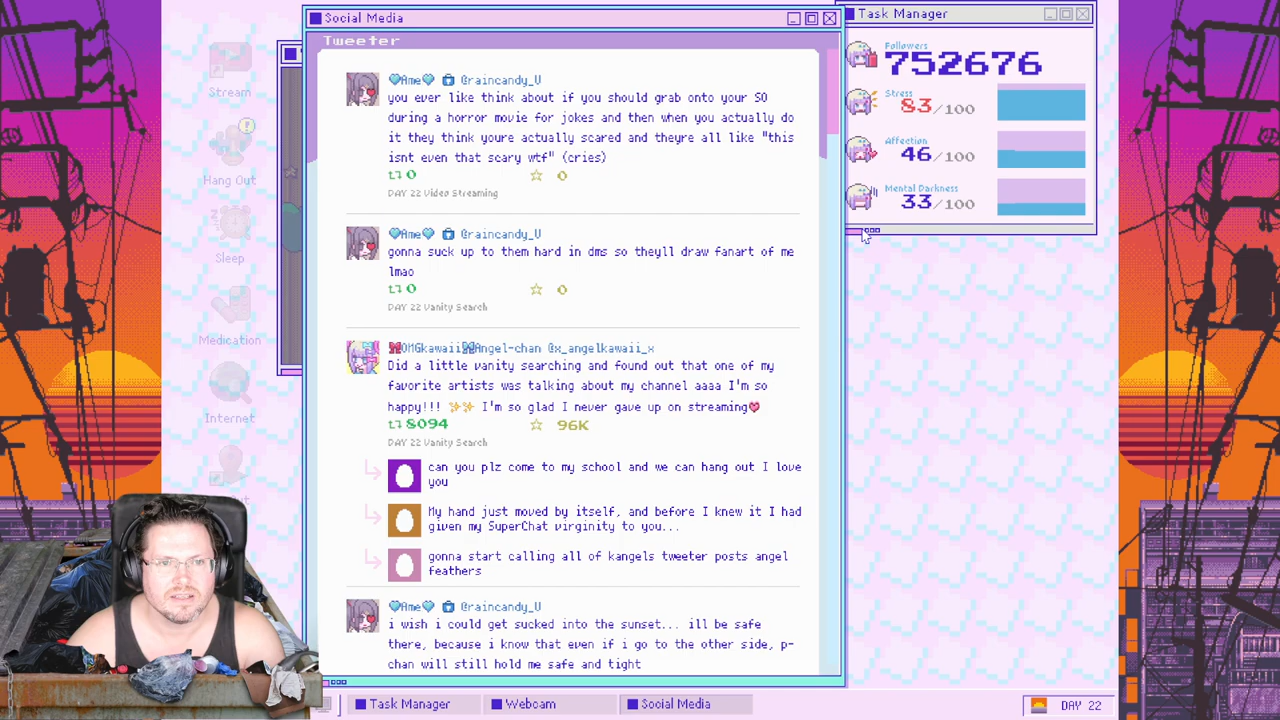 Social Media
Tweeter
Ame @raincandy_U
you ever like think about if you should grab onto your SO
during a horror movie for jokes and then when you actually do
it they think youre actually scared and theyre all like "this
isnt even that scary wtf" (cries)
0 0
DAY 22 Video Streaming
Ame @raincandy_U
gonna suck up to them hard in dms so theyll draw fanart of me
lmao
0 0
DAY 22 Vanity Search
OMGkawaii Angel-chan @x_angelkawaii_x
Did a little vanity searching and found out that one of my
favorite artists was talking about my channel aaaa I'm so
happy!!! I'm so glad I never gave up on streaming
8094 96K
DAY 22 Vanity Search
can you plz come to my school and we can hang out I love
you
My hand just moved by itself, and before I knew it I had
given my SuperChat virginity to you...
gonna start calling all of kangels tweeter posts angel
feathers
Ame @raincandy_U
i wish i could get sucked into the sunset... ill be safe
there, because i know that even if i go to the other side, p-
chan will still hold me safe and tight
Task Manager
Followers
752676
Stress
83/100
Affection
46/100
Mental Darkness
33/100
Stream
Hang Out
Sleep
Medication
Internet
Task Manager
Webcam
Social Media
DAY 22